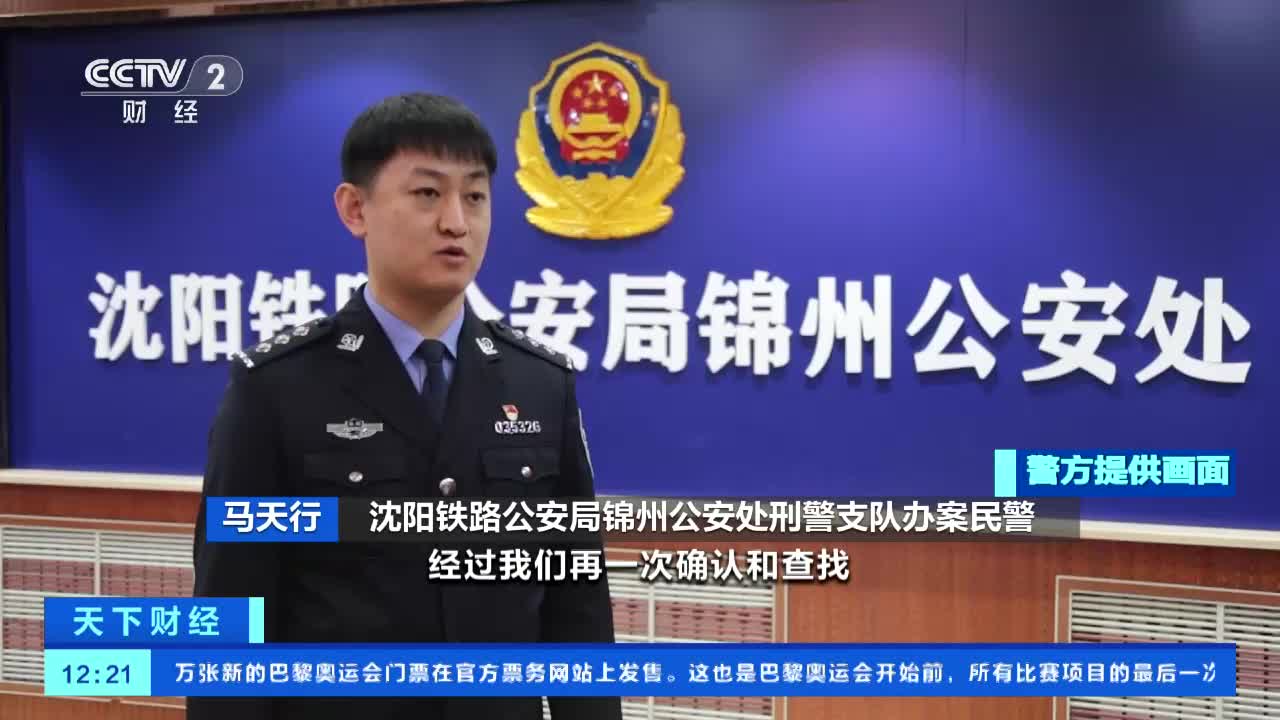 CCTV 2
财经
沈阳铁路公安局锦州公安处
035326
警方提供画面
马天行 沈阳铁路公安局锦州公安处刑警支队办案民警
经过我们再一次确认和查找
天下财经
12:21 万张新的巴黎奥运会门票在官方票务网站上发售。这也是巴黎奥运会开始前，所有比赛项目的最后一次